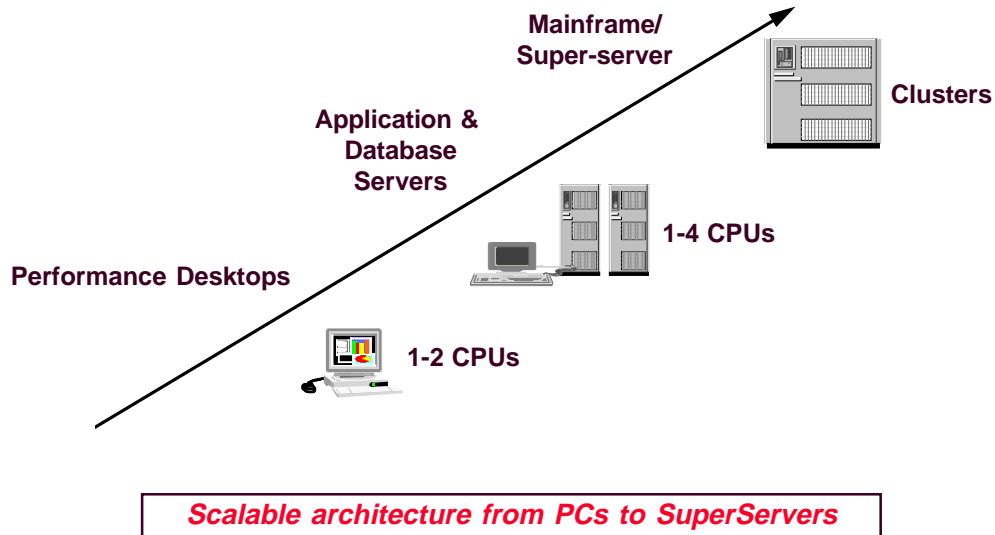 Mainframe/
Super-server
Clusters
Application &
Database
Servers
1-4 CPUs
Performance Desktops
1-2 CPUs
Scalable architecture from PCs to SuperServers